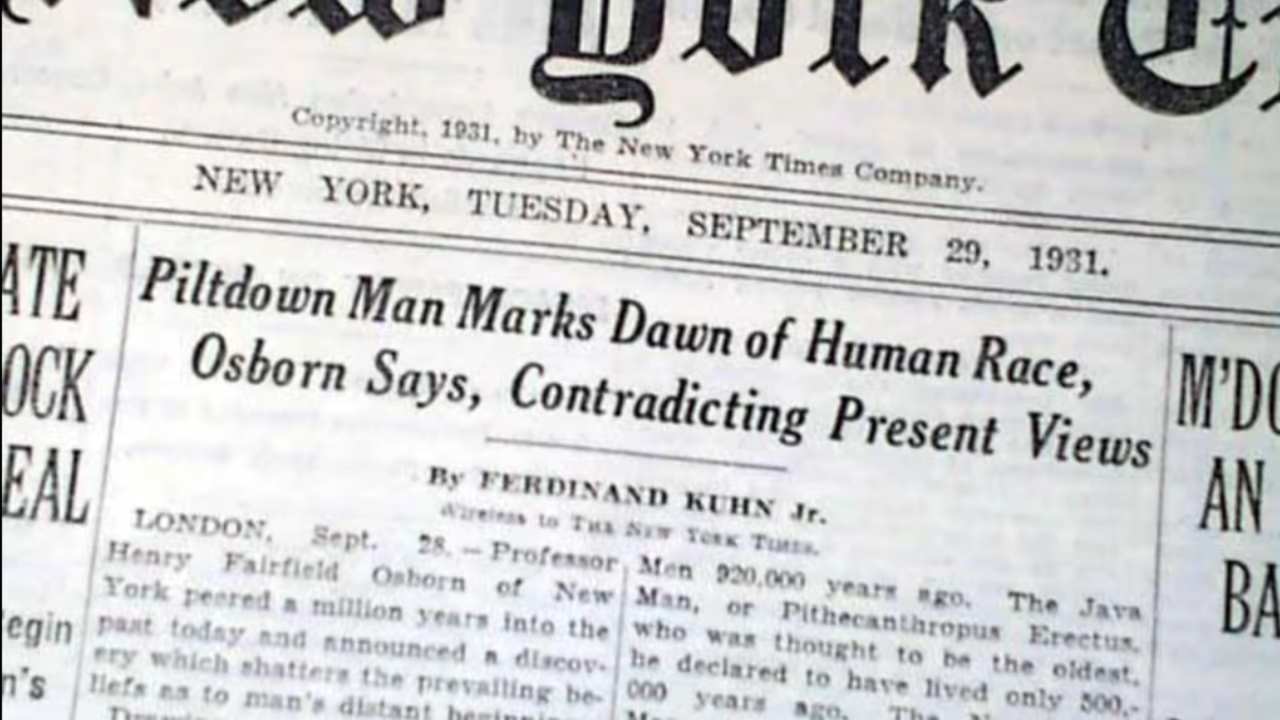 New York Ti
Copyright, 1931, by The New York Times Company.
NEW YORK, TUESDAY, SEPTEMBER 29, 1931.
ATE
OCK
EAL
egin
n's
Piltdown Man Marks Dawn of Human Race,
Osborn Says, Contradicting Present Views
By FERDINAND KUHN Jr.
Wireless to THE NEW YORK TIMES.
LONDON, Sept. 28. — Professor
Henry Fairfield Osborn of New
York peered a million years into the
past today and announced a discov-
ery which shatters the prevailing be-
liefs as to man's distant beginnin
Men 920,000 years ago. The Java
Man, or Pithecanthropus Erectus,
who was thought to be the oldest,
he declared to have lived only 500,-
000 years ago. The N
M'DO
AN
BA